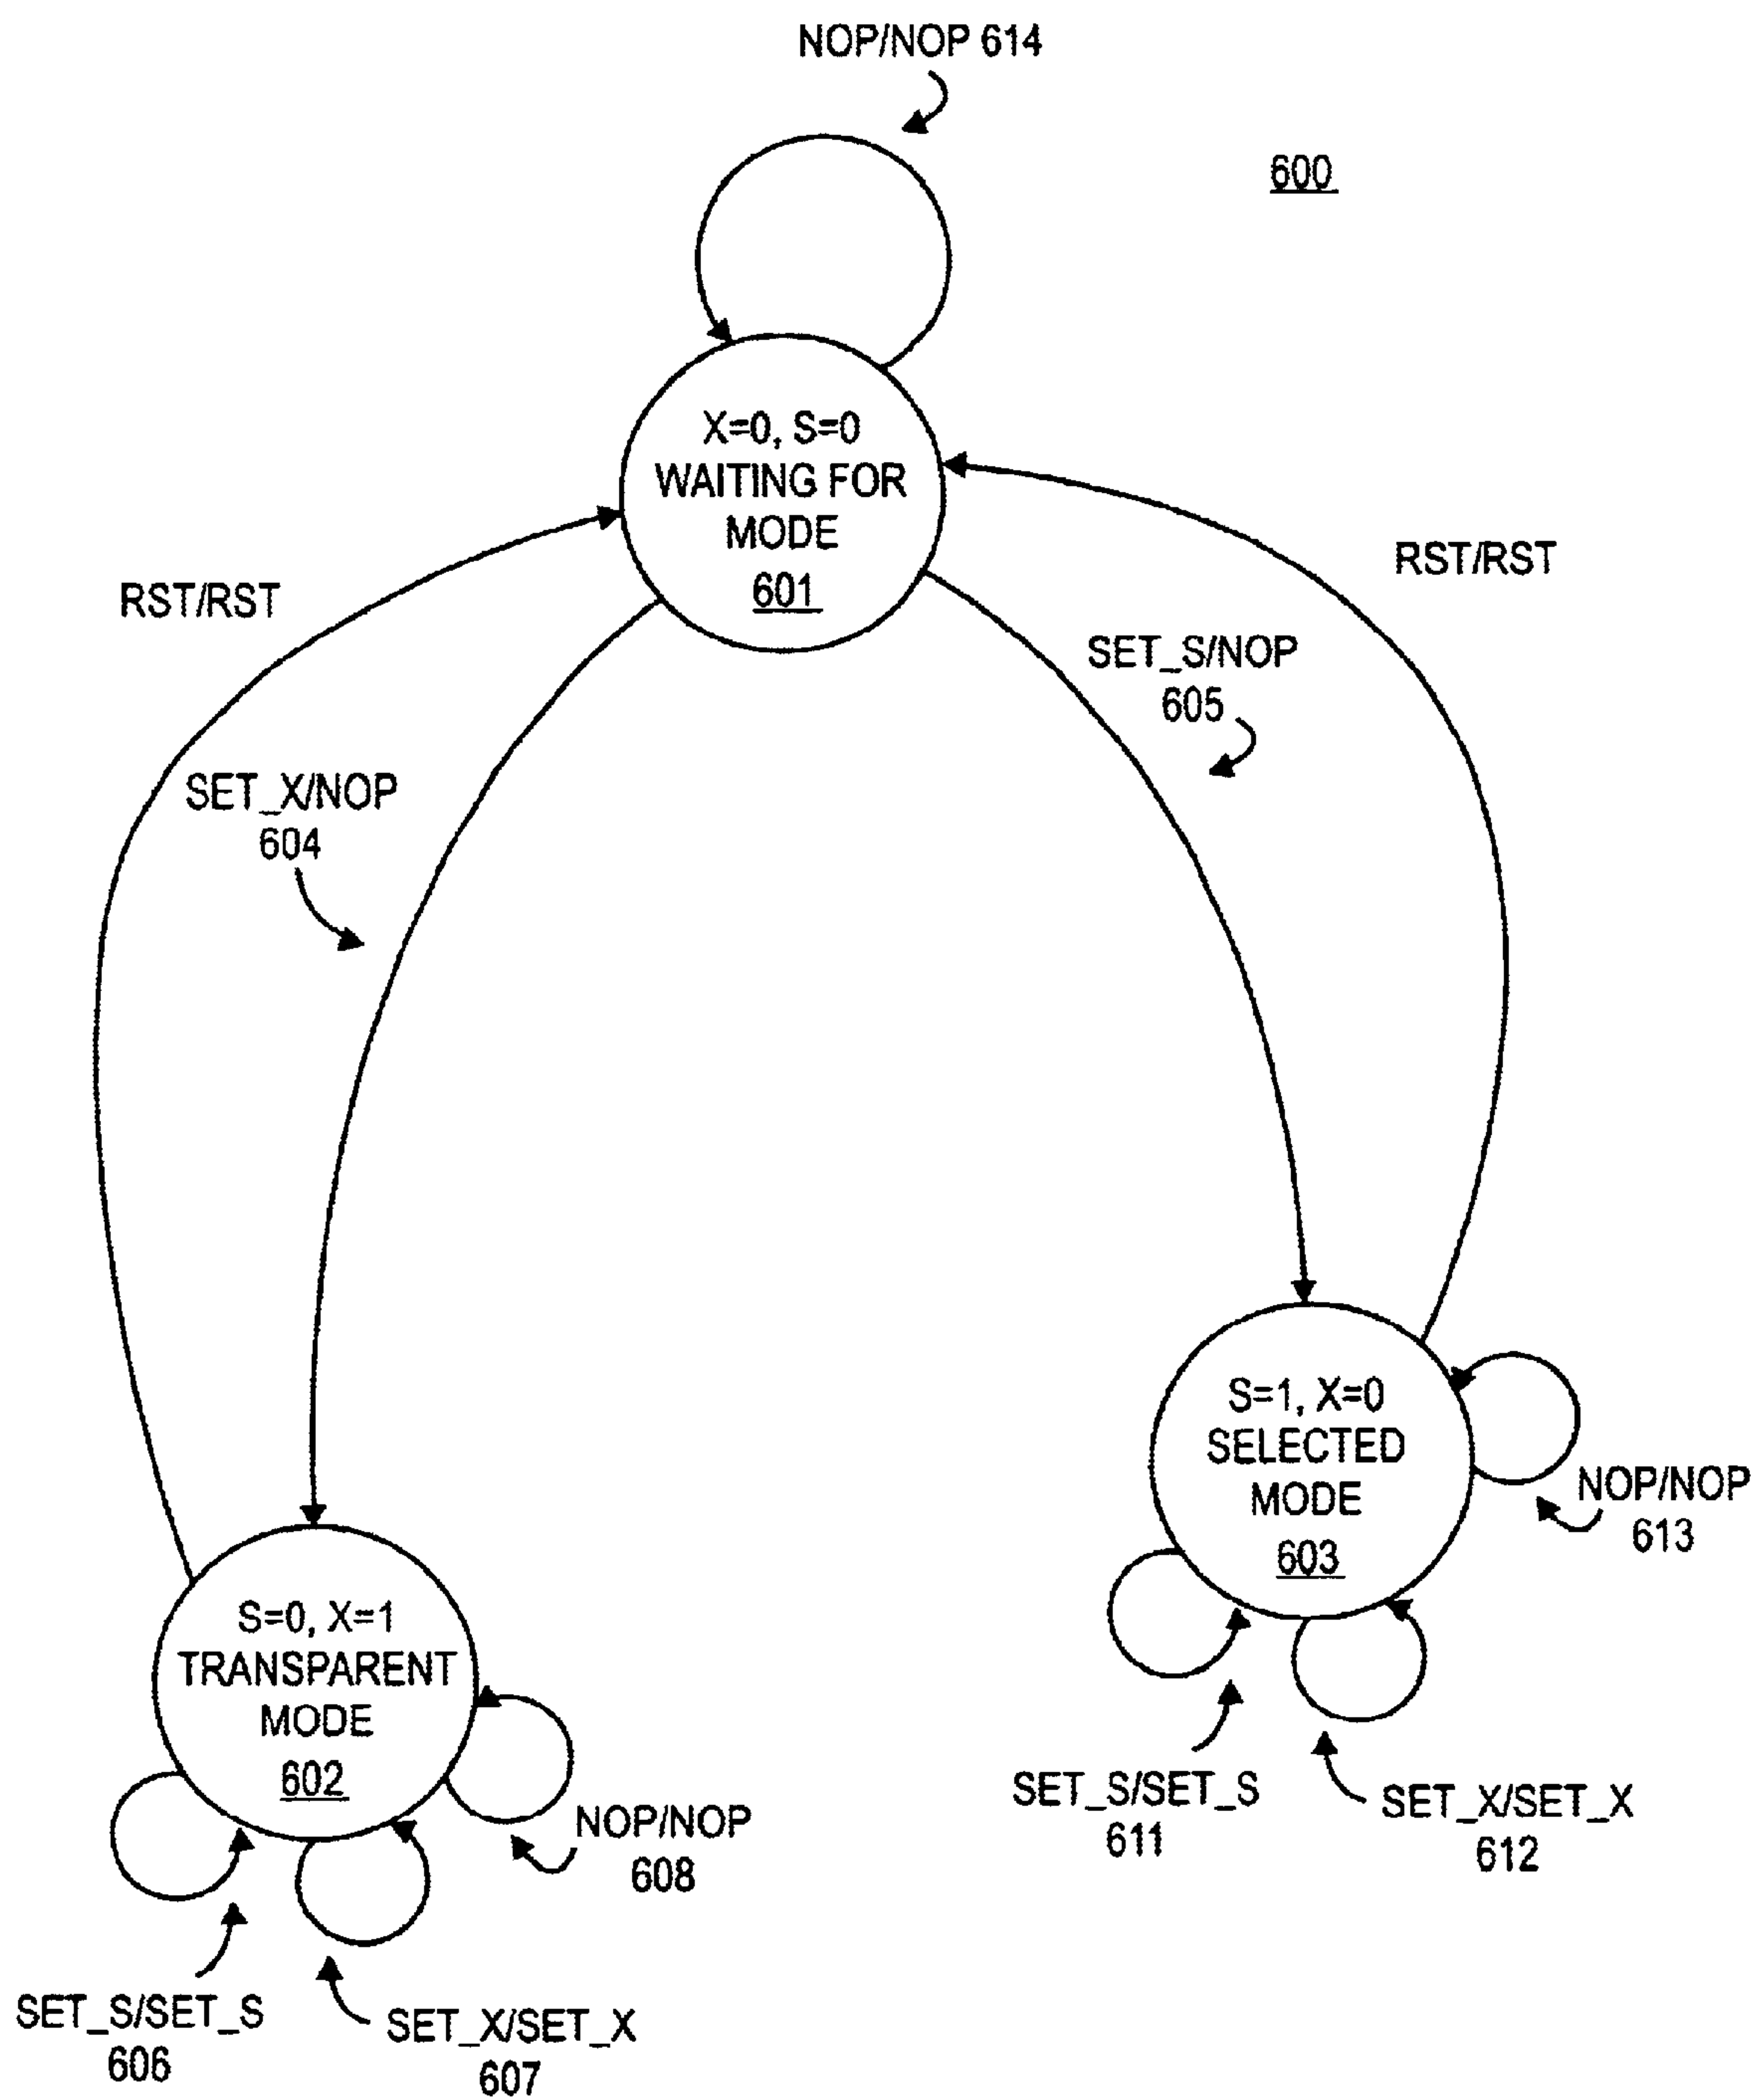 NOP/NOP 614
600
X=0, S=0
WAITING FOR
MODE
601
RST/RST
RST/RST
SET_S/NOP
605
SET_X/NOP
604
S=1, X=0
SELECTED
MODE
603
NOP/NOP
613
S=0, X=1
TRANSPARENT
MODE
602
SET_S/SET_S
611
SET_X/SET_X
612
NOP/NOP
608
SET_S/SET_S
606
SET_X/SET_X
607